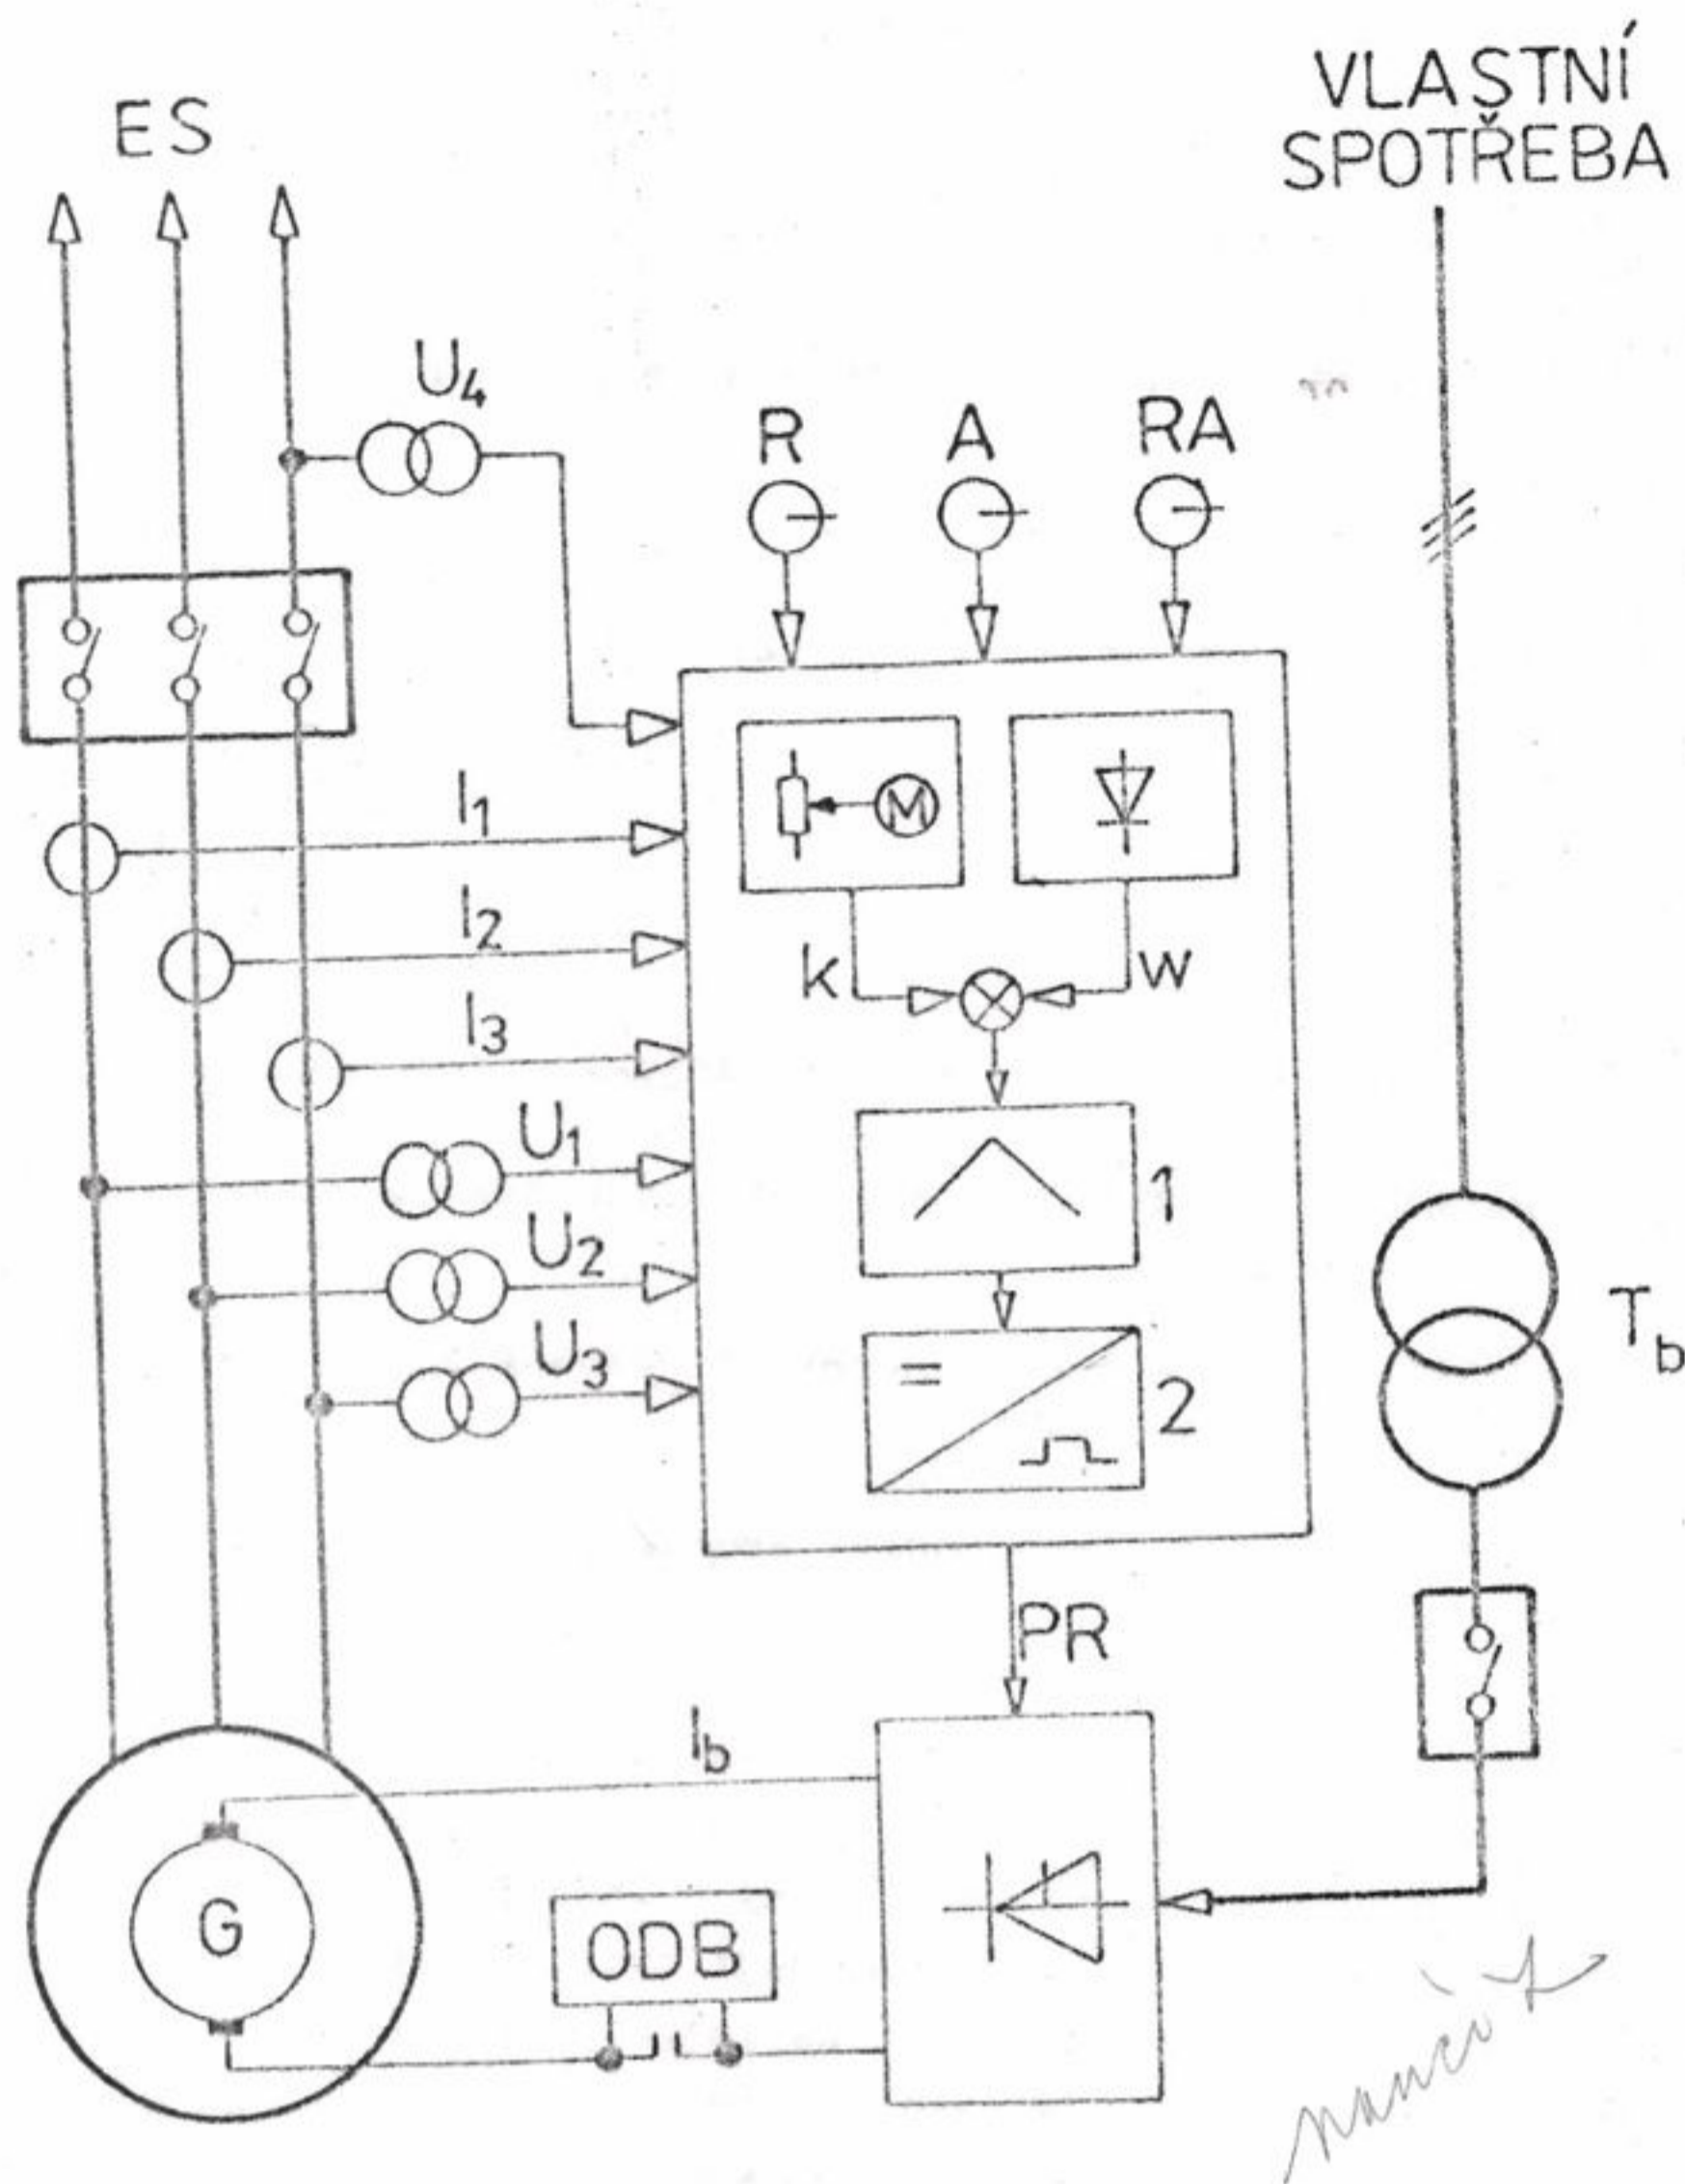 VLASTNÍ
SPOTŘEBA
ES
U4
R
A
RA
M
I1
k
w
I2
I3
U1
1
U2
U3
2
Tb
PR
Ib
G
ODB